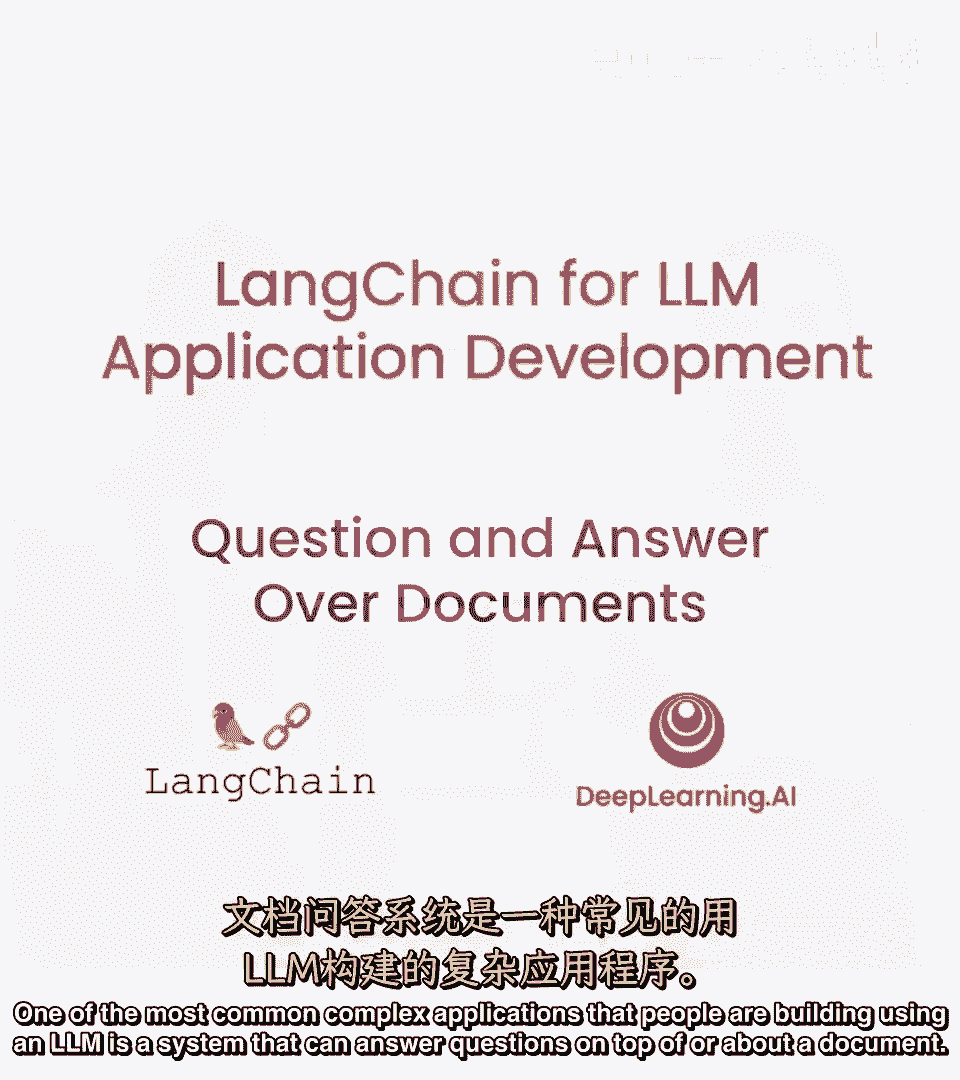 LangChain for LLM
Application Development
Question and Answer
Over Documents
LangChain
DeepLearning.AI
文档问答系统是一种常见的用
LLM构建的复杂应用程序。
One of the most common complex applications that people are building using
an LLM is a system that can answer questions on top of or about a document.